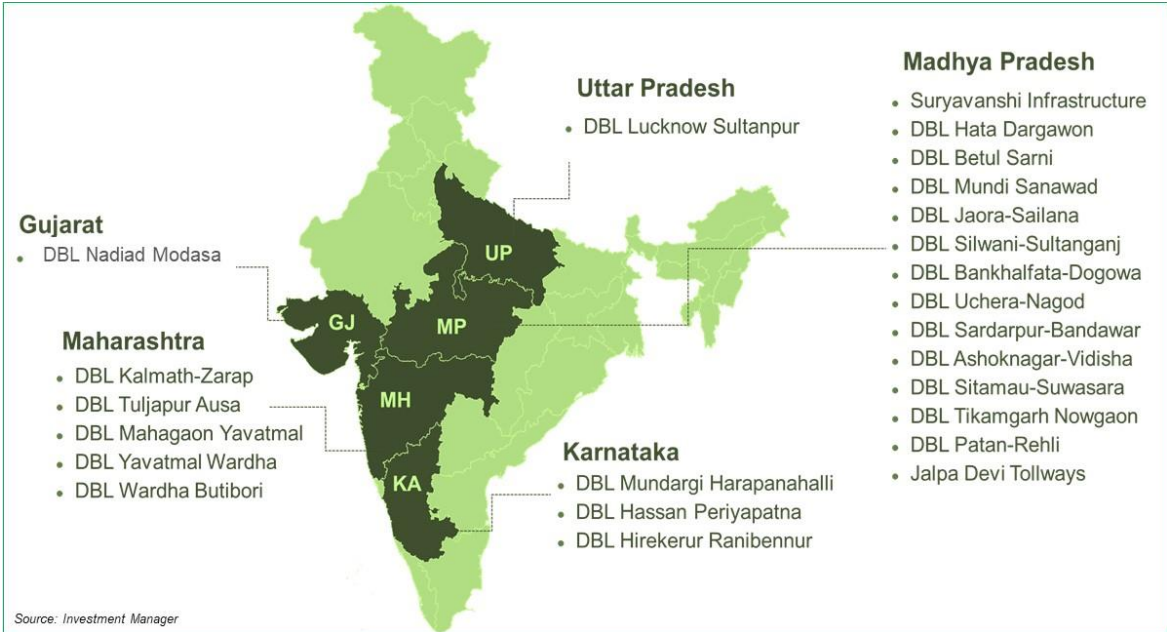 Uttar Pradesh
• DBL Lucknow Sultanpur
Madhya Pradesh
• Suryavanshi Infrastructure
• DBL Hata Dargawon
• DBL Betul Sarni
• DBL Mundi Sanawad
• DBL Jaora-Sailana
• DBL Silwani-Sultanganj
• DBL Bankhalfata-Dogowa
• DBL Uchera-Nagod
• DBL Sardarpur-Bandawar
• DBL Ashoknagar-Vidisha
• DBL Sitamau-Suwasara
• DBL Tikamgarh Nowgaon
• DBL Patan-Rehli
• Jalpa Devi Tollways
Gujarat
• DBL Nadiad Modasa
Maharashtra
• DBL Kalmath-Zarap
• DBL Tuljapur Ausa
• DBL Mahagaon Yavatmal
• DBL Yavatmal Wardha
• DBL Wardha Butibori
Karnataka
• DBL Mundargi Harapanahalli
• DBL Hassan Periyapatna
• DBL Hirekerur Ranibennur
UP
GJ
MP
MH
KA
Source: Investment Manager